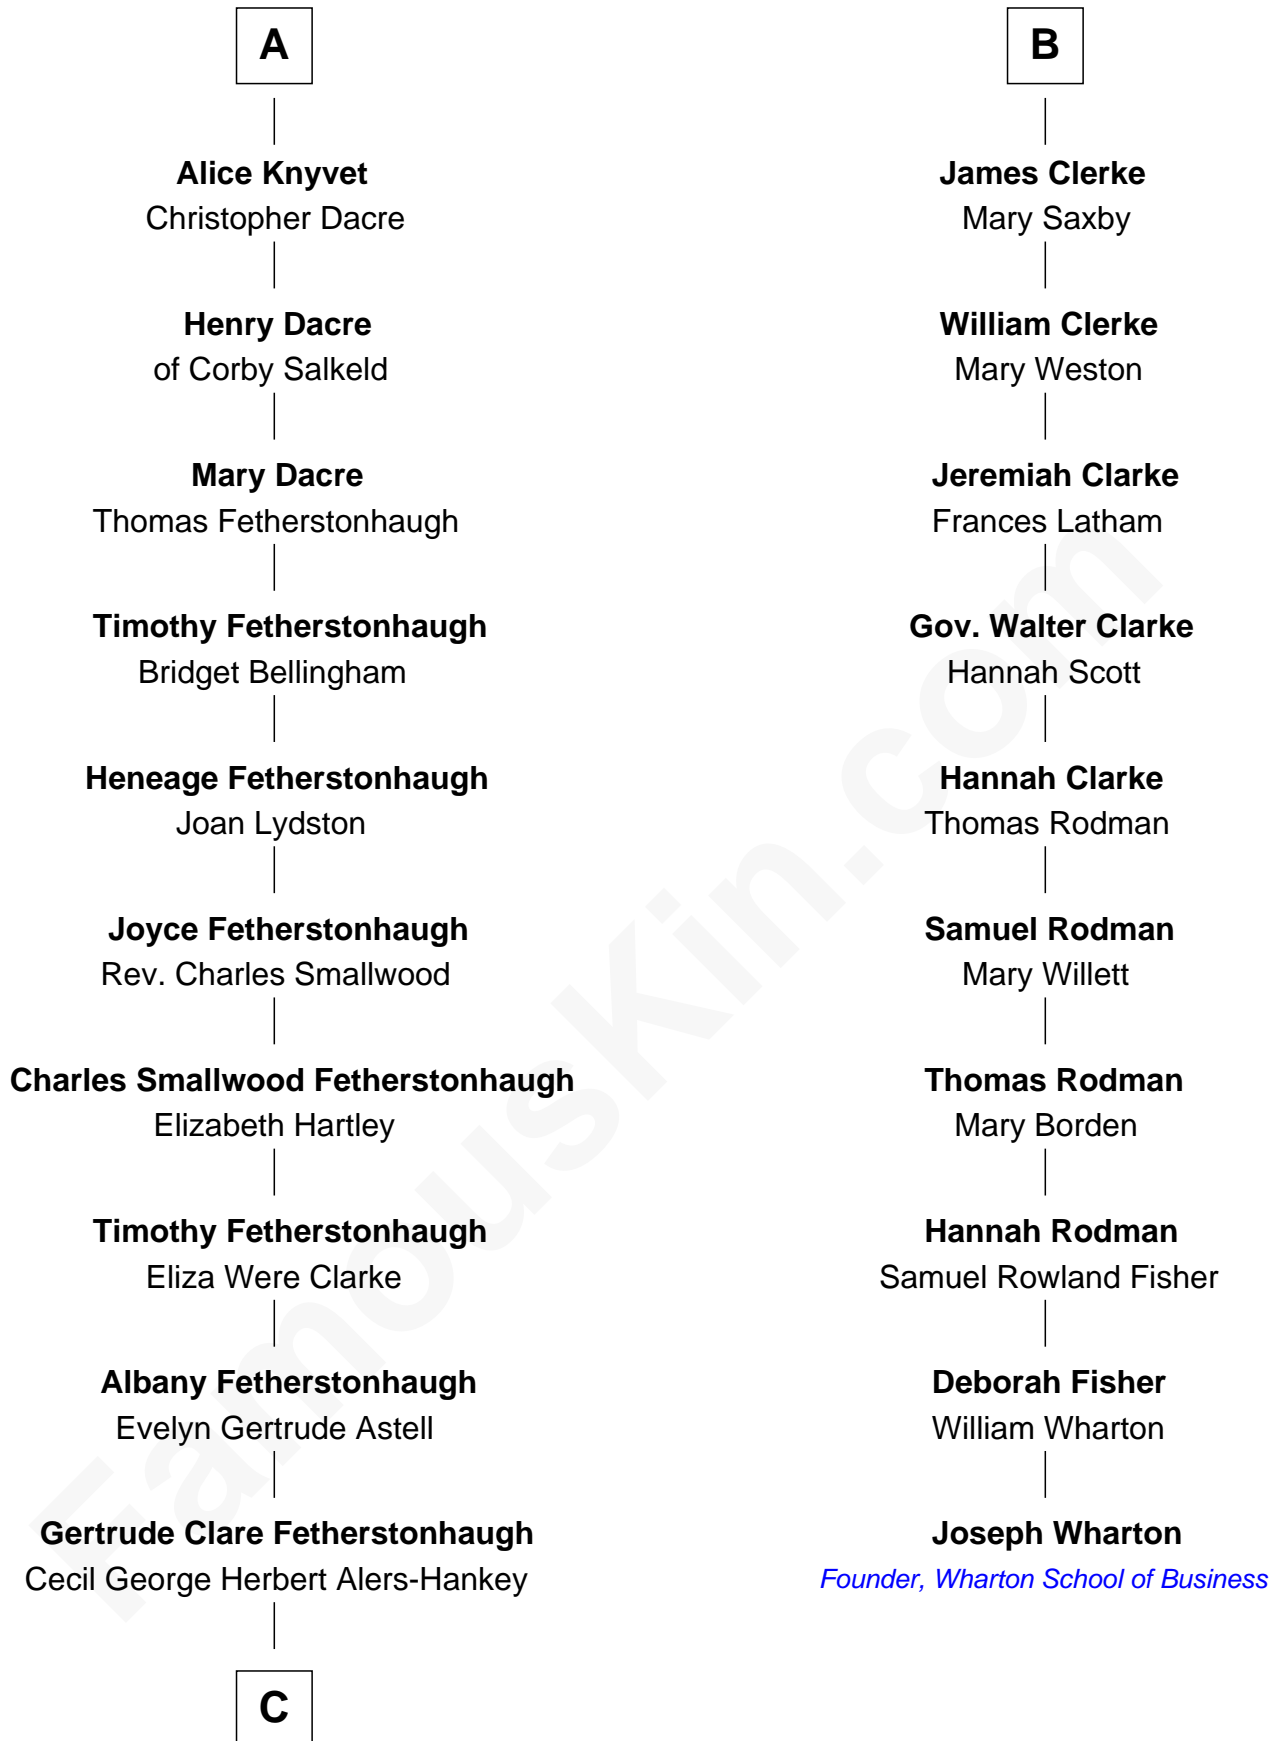 A
Alice Knyvet
Christopher Dacre
Henry Dacre
of Corby Salkeld
Mary Dacre
Thomas Fetherstonhaugh
Timothy Fetherstonhaugh
Bridget Bellingham
Heneage Fetherstonhaugh
Joan Lydston
Joyce Fetherstonhaugh
Rev. Charles Smallwood
Charles Smallwood Fetherstonhaugh
Elizabeth Hartley
Timothy Fetherstonhaugh
Eliza Were Clarke
Albany Fetherstonhaugh
Evelyn Gertrude Astell
Gertrude Clare Fetherstonhaugh
Cecil George Herbert Alers-Hankey
C
B
James Clerke
Mary Saxby
William Clerke
Mary Weston
Jeremiah Clarke
Frances Latham
Gov. Walter Clarke
Hannah Scott
Hannah Clarke
Thomas Rodman
Samuel Rodman
Mary Willett
Thomas Rodman
Mary Borden
Hannah Rodman
Samuel Rowland Fisher
Deborah Fisher
William Wharton
Joseph Wharton
Founder, Wharton School of Business
FamousKin.com